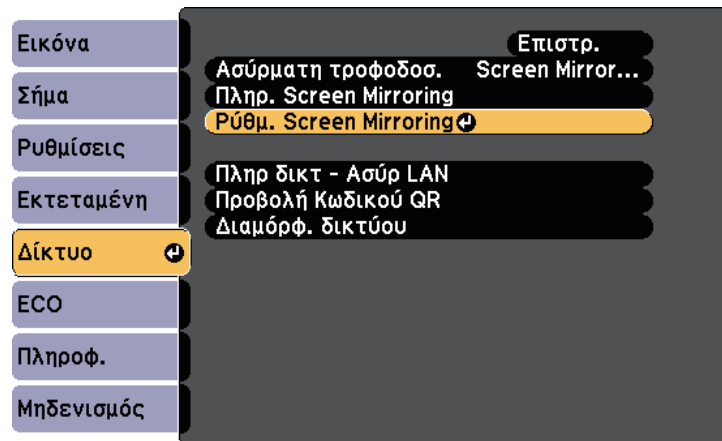 Εικόνα
Σήμα
Ρυθμίσεις
Εκτεταμένη
Δίκτυο
ECO
Πληροφ.
Μηδενισμός
Επιστρ.
Ασύρματη τροφοδοσ. Screen Mirror...
Πληρ. Screen Mirroring
Ρύθμ. Screen Mirroring
Πληρ δικτ - Ασύρ LAN
Προβολή Κωδικού QR
Διαμόρφ. δικτύου